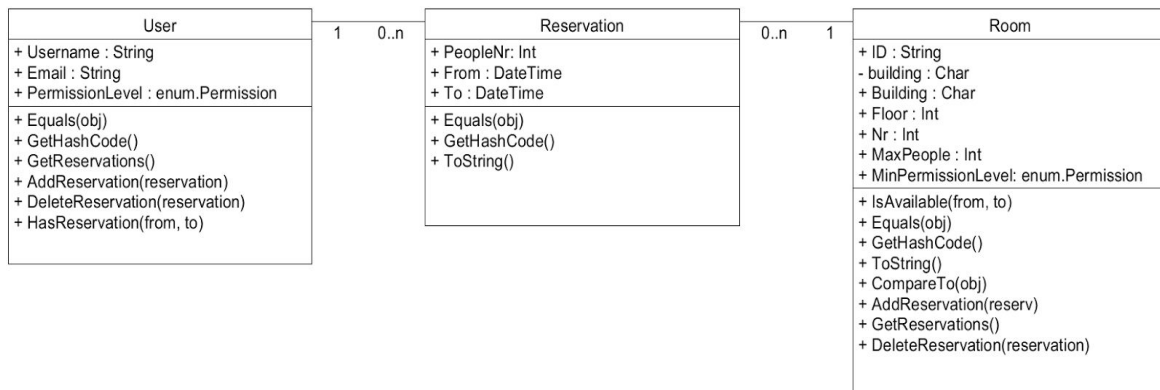 User
+ Username : String
+ Email : String
+ PermissionLevel : enum.Permission
+ Equals(obj)
+ GetHashCode()
+ GetReservations()
+ AddReservation(reservation)
+ DeleteReservation(reservation)
+ HasReservation(from, to)
1 0..n
Reservation
+ PeopleNr: Int
+ From : DateTime
+ To : DateTime
+ Equals(obj)
+ GetHashCode()
+ ToString()
0..n 1
Room
+ ID : String
- building : Char
+ Building : Char
+ Floor : Int
+ Nr : Int
+ MaxPeople : Int
+ MinPermissionLevel: enum.Permission
+ IsAvailable(from, to)
+ Equals(obj)
+ GetHashCode()
+ ToString()
+ CompareTo(obj)
+ AddReservation(reserv)
+ GetReservations()
+ DeleteReservation(reservation)